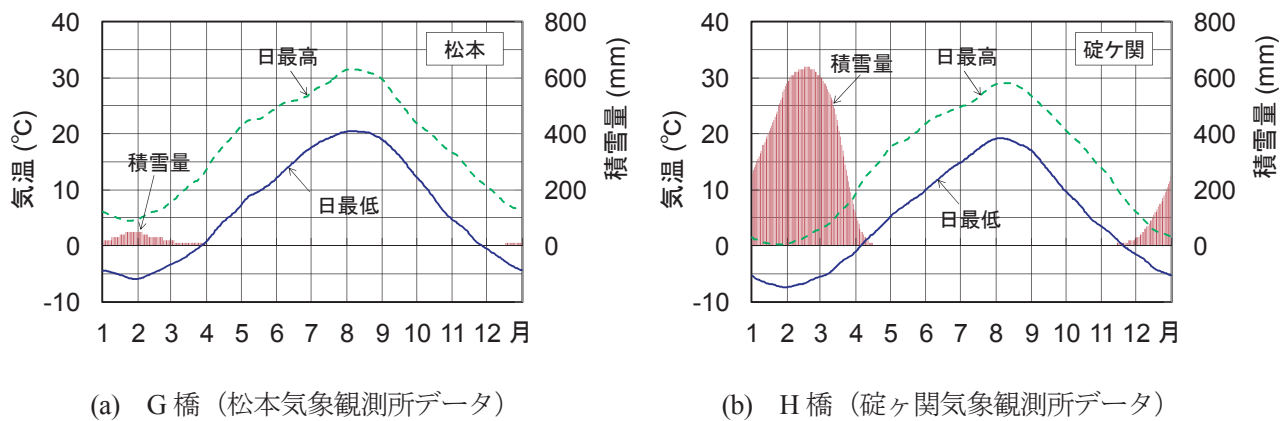 40
30
20
10
0
-10
気温 (℃)
800
600
400
200
0
積雪量 (mm)
松本
日最高
積雪量
日最低
1 2 3 4 5 6 7 8 9 10 11 12 月
(a) G 橋（松本気象観測所データ）
40
30
20
10
0
-10
気温 (℃)
800
600
400
200
0
積雪量 (mm)
碇ケ関
積雪量
日最高
日最低
1 2 3 4 5 6 7 8 9 10 11 12 月
(b) H 橋（碇ヶ関気象観測所データ）